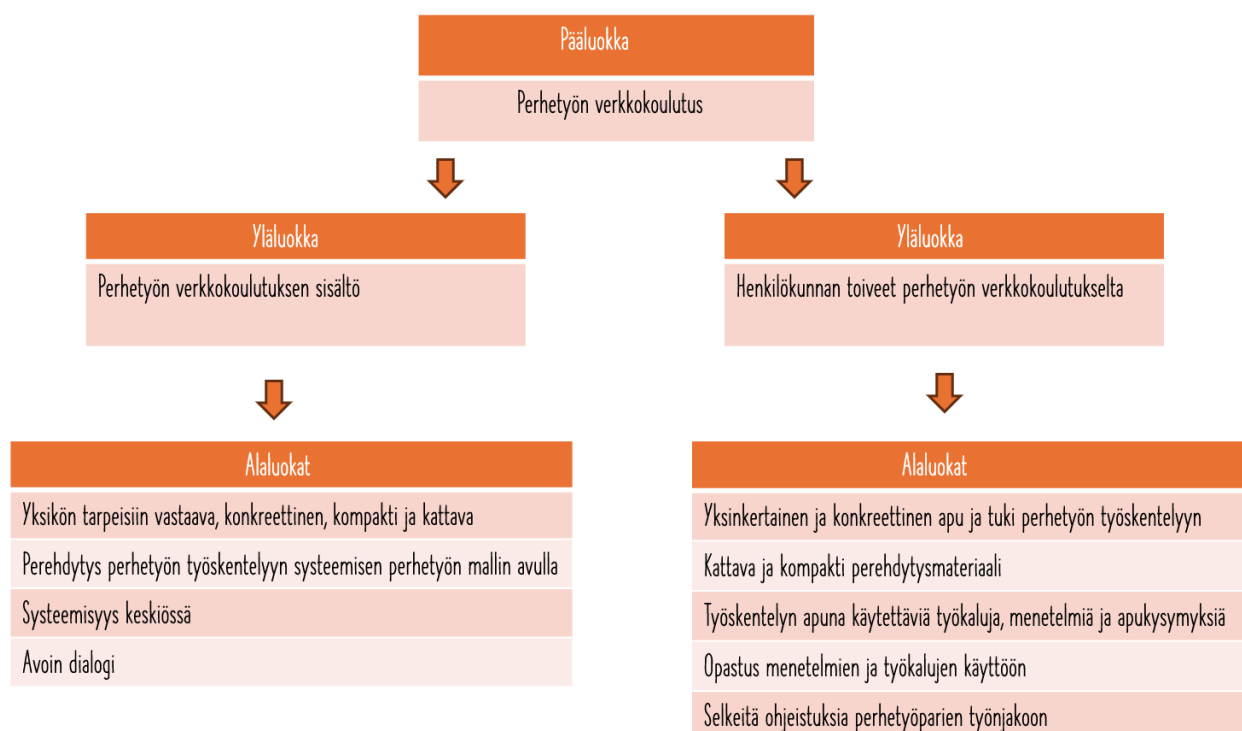 Pääluokka
Perhetyön verkkokoulutus
Yläluokka
Perhetyön verkkokoulutuksen sisältö
Yläluokka
Henkilökunnan toiveet perhetyön verkkokoulutukselta
Alaluokat
Yksikön tarpeisiin vastaava, konkreettinen, kompakti ja kattava
Perehdytys perhetyön työskentelyyn systeemisen perhetyön mallin avulla
Systeemisyys keskiössä
Avoin dialogi
Alaluokat
Yksinkertainen ja konkreettinen apu ja tuki perhetyön työskentelyyn
Kattava ja kompakti perehdytysmateriaali
Työskentelyn apuna käytettäviä työkaluja, menetelmiä ja apukysymyksiä
Opastus menetelmien ja työkalujen käyttöön
Selkeitä ohjeistuksia perhetyöparien työnjakoon